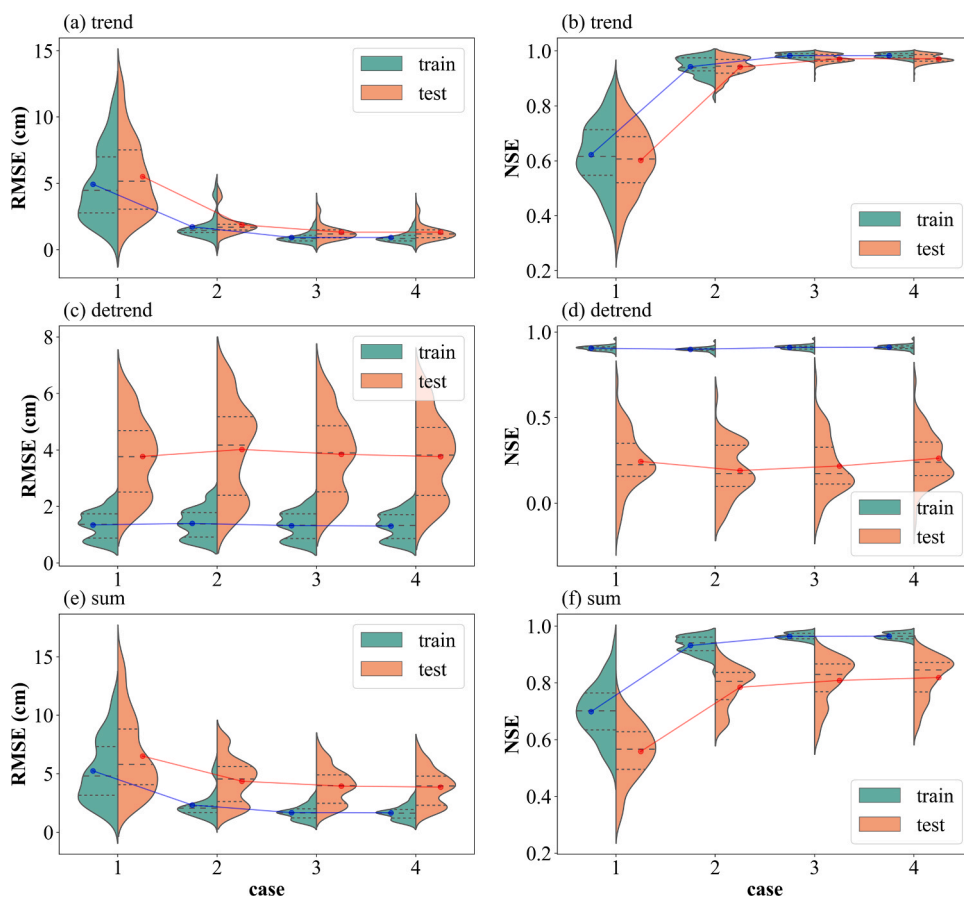 (a) trend
15
10
5
0
RMSE (cm)
train
test
1
2
3
4
(b) trend
1.0
0.8
0.6
0.4
0.2
NSE
train
test
1
2
3
4
(c) detrend
8
6
4
2
0
RMSE (cm)
train
test
1
2
3
4
(d) detrend
1.0
0.5
0.0
NSE
train
test
1
2
3
4
(e) sum
15
10
5
0
RMSE (cm)
train
test
1
2
3
4
case
(f) sum
1.0
0.8
0.6
0.4
0.2
NSE
train
test
1
2
3
4
case